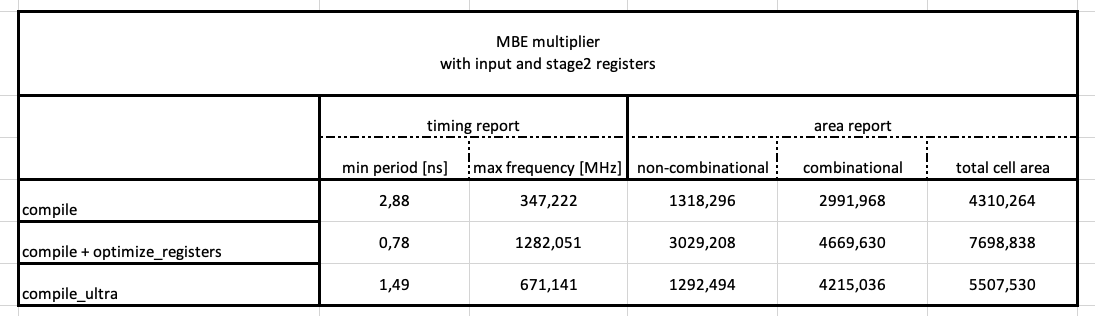 MBE multiplier
with input and stage2 registers
timing report area report
min period [ns] max frequency [MHz] non-combinational combinational total cell area
compile 2,88 347,222 1318,296 2991,968 4310,264
compile + optimize_registers 0,78 1282,051 3029,208 4669,630 7698,838
compile_ultra 1,49 671,141 1292,494 4215,036 5507,530